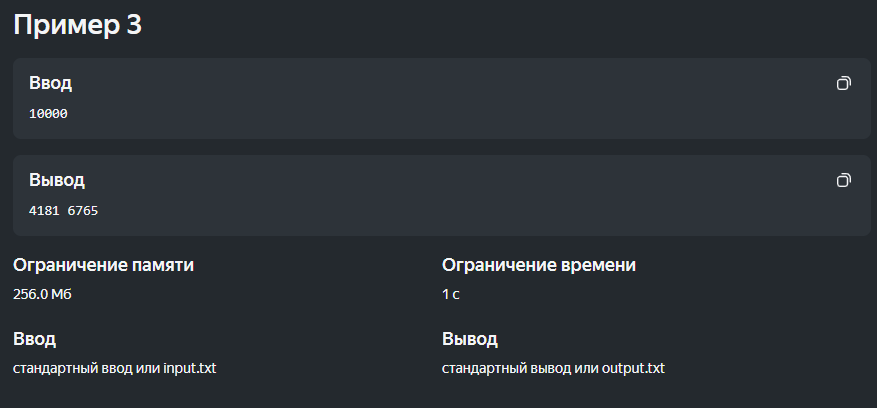 Пример 3
Ввод
10000
Вывод
4181 6765
Ограничение памяти
256.0 Мб
Ограничение времени
1 с
Ввод
стандартный ввод или input.txt
Вывод
стандартный вывод или output.txt